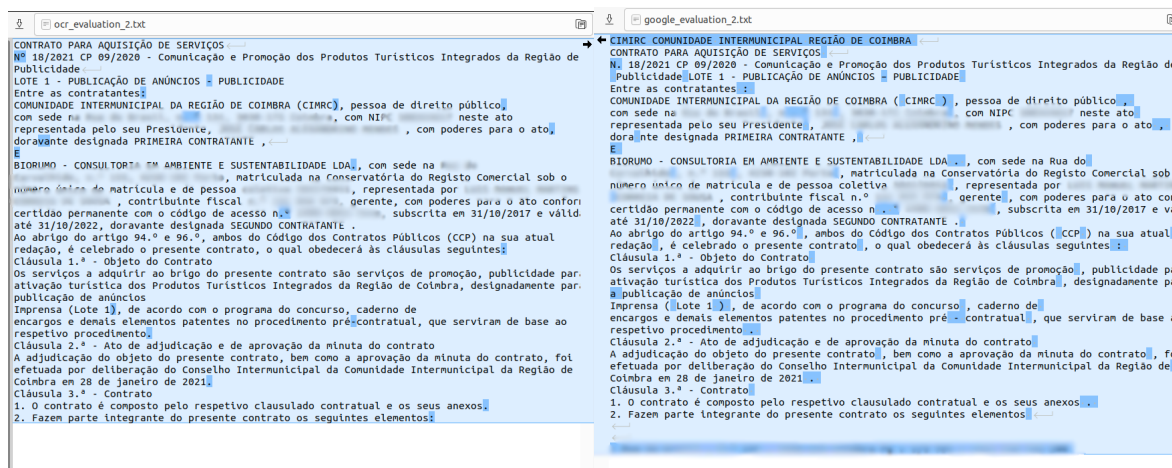 ocr_evaluation_2.txt
CONTRATO PARA AQUISIÇÃO DE SERVIÇOS
Nº 18/2021 CP 09/2020 - Comunicação e Promoção dos Produtos Turísticos Integrados da Região de
Publicidade
LOTE 1 - PUBLICAÇÃO DE ANÚNCIOS - PUBLICIDADE
Entre as contratantes:
COMUNIDADE INTERMUNICIPAL DA REGIÃO DE COIMBRA (CIMRC), pessoa de direito público,
com sede na , com NIPC neste ato
representada pelo seu Presidente, , com poderes para o ato,
doravante designada PRIMEIRA CONTRATANTE ,
E
BIORUMO - CONSULTORIA EM AMBIENTE E SUSTENTABILIDADE LDA., com sede na
, matriculada na Conservatória do Registo Comercial sob o
número único de matrícula e de pessoa , representada por
, contribuinte fiscal , gerente, com poderes para o ato conform
certidão permanente com o código de acesso n.º , subscrita em 31/10/2017 e válida
até 31/10/2022, doravante designada SEGUNDO CONTRATANTE .
Ao abrigo do artigo 94.º e 96.º, ambos do Código dos Contratos Públicos (CCP) na sua atual
redação, é celebrado o presente contrato, o qual obedecerá às cláusulas seguintes:
Cláusula 1.ª - Objeto do Contrato
Os serviços a adquirir ao brigo do presente contrato são serviços de promoção, publicidade para
ativação turística dos Produtos Turísticos Integrados da Região de Coimbra, designadamente para
publicação de anúncios
Imprensa (Lote 1), de acordo com o programa do concurso, caderno de
encargos e demais elementos patentes no procedimento pré-contratual, que serviram de base ao
respetivo procedimento.
Cláusula 2.ª - Ato de adjudicação e de aprovação da minuta do contrato
A adjudicação do objeto do presente contrato, bem como a aprovação da minuta do contrato, foi
efetuada por deliberação do Conselho Intermunicipal da Comunidade Intermunicipal da Região de
Coimbra em 28 de janeiro de 2021.
Cláusula 3.ª - Contrato
1. O contrato é composto pelo respetivo clausulado contratual e os seus anexos.
2. Fazem parte integrante do presente contrato os seguintes elementos:
google_evaluation_2.txt
CIMIRC COMUNIDADE INTERMUNICIPAL REGIÃO DE COIMBRA
CONTRATO PARA AQUISIÇÃO DE SERVIÇOS
N. 18/2021 CP 09/2020 - Comunicação e Promoção dos Produtos Turísticos Integrados da Região de
Publicidade LOTE 1 - PUBLICAÇÃO DE ANÚNCIOS - PUBLICIDADE
Entre as contratantes :
COMUNIDADE INTERMUNICIPAL DA REGIÃO DE COIMBRA ( CIMRC ) , pessoa de direito público ,
com sede na , com NIPC neste ato
representada pelo seu Presidente , , com poderes para o ato ,
doravante designada PRIMEIRA CONTRATANTE ,
E
BIORUMO - CONSULTORIA EM AMBIENTE E SUSTENTABILIDADE LDA . , com sede na Rua do
, matriculada na Conservatória do Registo Comercial sob
número único de matrícula e de pessoa coletiva , representada por
, contribuinte fiscal n.º , gerente , com poderes para o ato con
certidão permanente com o código de acesso n . º , subscrita em 31/10/2017 e vá
até 31/10/2022 , doravante designada SEGUNDO CONTRATANTE .
Ao abrigo do artigo 94.º e 96.º , ambos do Código dos Contratos Públicos ( CCP ) na sua atual
redação , é celebrado o presente contrato , o qual obedecerá às cláusulas seguintes :
Cláusula 1.ª - Objeto do Contrato
Os serviços a adquirir ao brigo do presente contrato são serviços de promoção , publicidade pa
ativação turística dos Produtos Turísticos Integrados da Região de Coimbra , designadamente pa
a publicação de anúncios
Imprensa ( Lote 1 ) , de acordo com o programa do concurso , caderno de
encargos e demais elementos patentes no procedimento pré - contratual , que serviram de base a
respetivo procedimento .
Cláusula 2.ª - Ato de adjudicação e de aprovação da minuta do contrato
A adjudicação do objeto do presente contrato , bem como a aprovação da minuta do contrato , fo
efetuada por deliberação do Conselho Intermunicipal da Comunidade Intermunicipal da Região de
Coimbra em 28 de janeiro de 2021 .
Cláusula 3.ª - Contrato
1. O contrato é composto pelo respetivo clausulado contratual e os seus anexos .
2. Fazem parte integrante do presente contrato os seguintes elementos